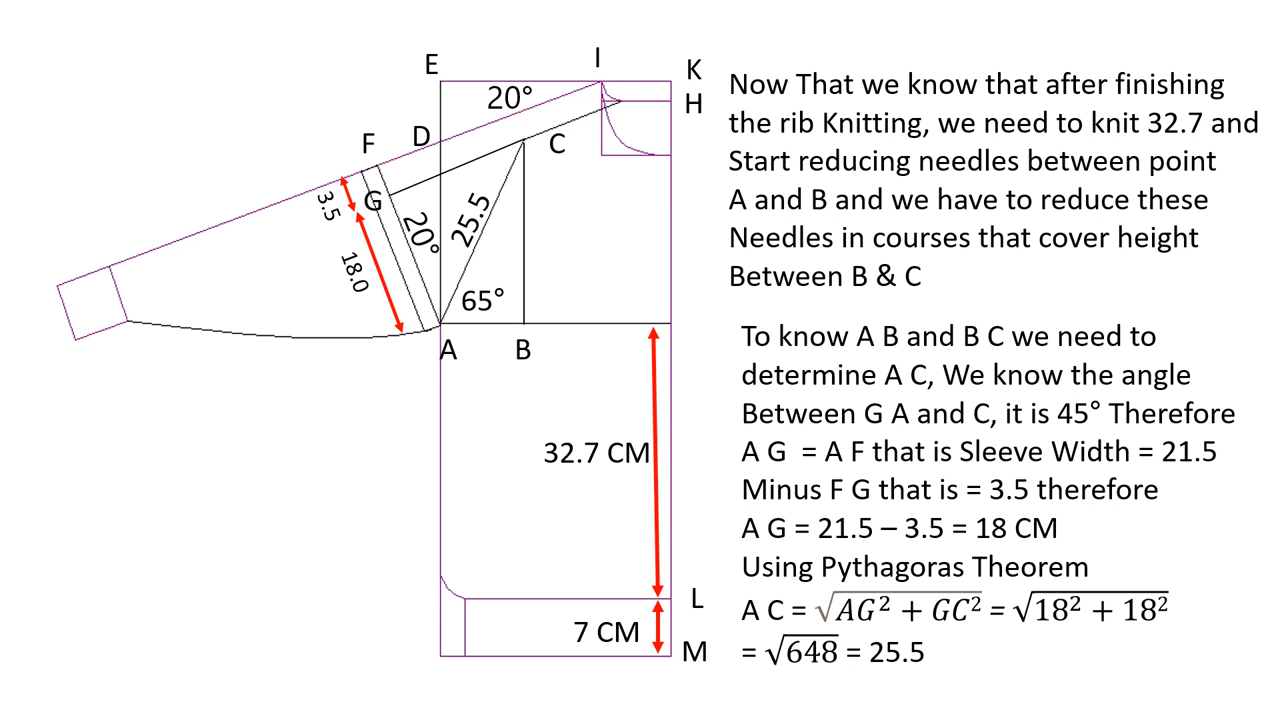 E
I
K
20°
H
F
D
C
G
3.5
20°
25.5
18.0
65°
A
B
32.7 CM
L
7 CM
M
Now That we know that after finishing
the rib Knitting, we need to knit 32.7 and
Start reducing needles between point
A and B and we have to reduce these
Needles in courses that cover height
Between B & C
To know A B and B C we need to
determine A C, We know the angle
Between G A and C, it is 45° Therefore
A G = A F that is Sleeve Width = 21.5
Minus F G that is = 3.5 therefore
A G = 21.5 – 3.5 = 18 CM
Using Pythagoras Theorem
A C = √AG² + GC² = √18² + 18²
= √648 = 25.5